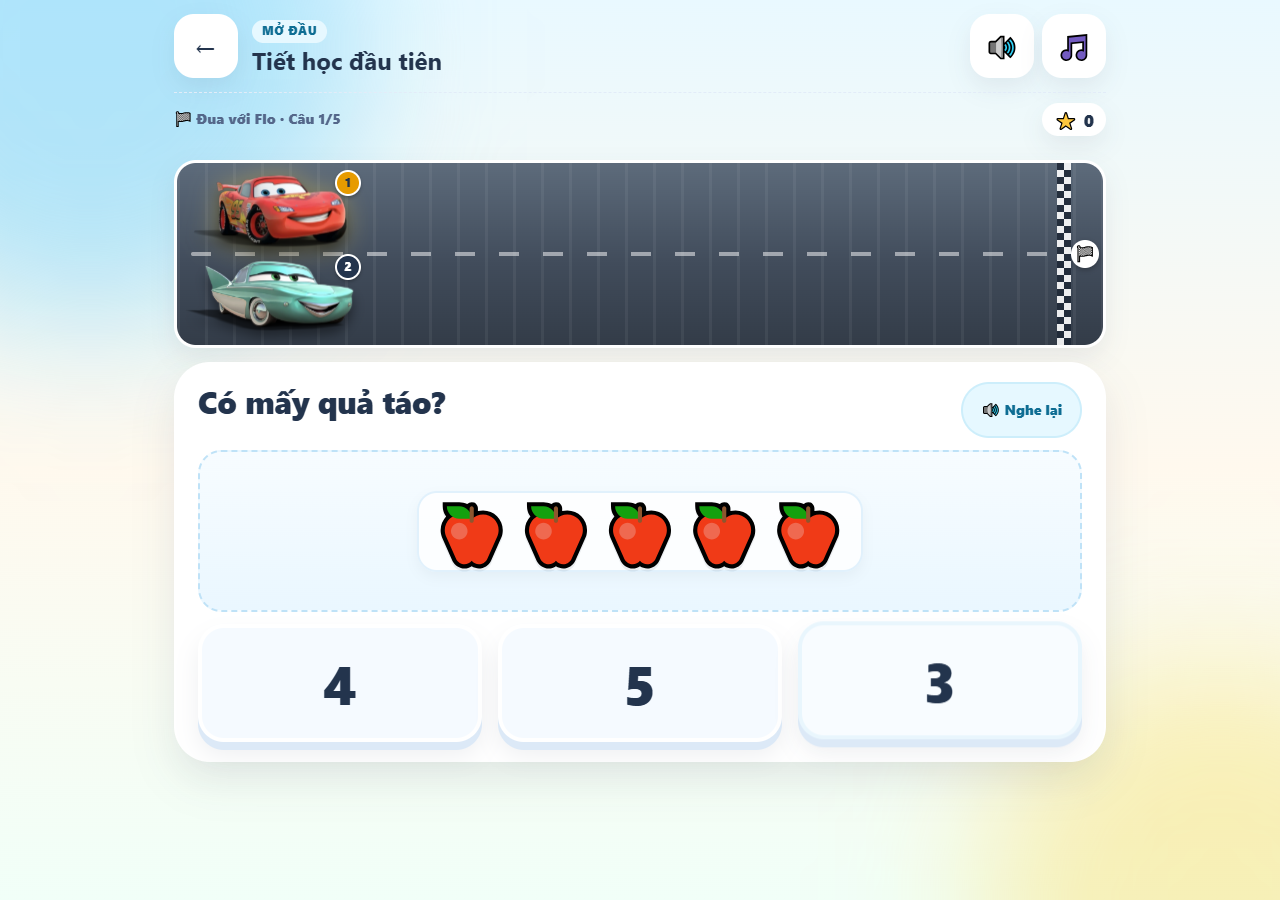 ←
MỞ ĐẦU
Tiết học đầu tiên
Đua với Flo · Câu 1/5
0
1
2
Có mấy quả táo?
Nghe lại
4
5
3